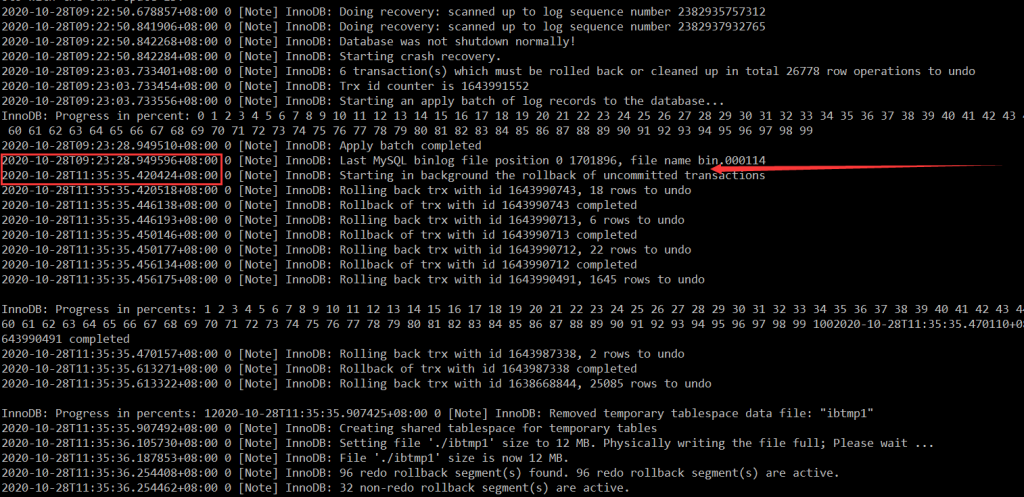 2020-10-28T09:22:50.678857+08:00 0 [Note] InnoDB: Doing recovery: scanned up to log sequence number 2382935757312
2020-10-28T09:22:50.841906+08:00 0 [Note] InnoDB: Doing recovery: scanned up to log sequence number 2382937932765
2020-10-28T09:22:50.842268+08:00 0 [Note] InnoDB: Database was not shutdown normally!
2020-10-28T09:22:50.842284+08:00 0 [Note] InnoDB: Starting crash recovery.
2020-10-28T09:23:03.733401+08:00 0 [Note] InnoDB: 6 transaction(s) which must be rolled back or cleaned up in total 26778 row operations to undo
2020-10-28T09:23:03.733454+08:00 0 [Note] InnoDB: Trx id counter is 1643991552
2020-10-28T09:23:03.733556+08:00 0 [Note] InnoDB: Starting an apply batch of log records to the database...
InnoDB: Progress in percent: 0 1 2 3 4 5 6 7 8 9 10 11 12 13 14 15 16 17 18 19 20 21 22 23 24 25 26 27 28 29 30 31 32 33 34 35 36 37 38 39 40 41 42 43 4
60 61 62 63 64 65 66 67 68 69 70 71 72 73 74 75 76 77 78 79 80 81 82 83 84 85 86 87 88 89 90 91 92 93 94 95 96 97 98 99
2020-10-28T09:23:28.949510+08:00 0 [Note] InnoDB: Apply batch completed
2020-10-28T09:23:28.949596+08:00 0 [Note] InnoDB: Last MySQL binlog file position 0 1701896, file name bin.000114
2020-10-28T11:35:35.420424+08:00 0 [Note] InnoDB: Starting in background the rollback of uncommitted transactions
2020-10-28T11:35:35.420518+08:00 0 [Note] InnoDB: Rolling back trx with id 1643990743, 18 rows to undo
2020-10-28T11:35:35.446138+08:00 0 [Note] InnoDB: Rollback of trx with id 1643990743 completed
2020-10-28T11:35:35.446193+08:00 0 [Note] InnoDB: Rolling back trx with id 1643990713, 6 rows to undo
2020-10-28T11:35:35.450146+08:00 0 [Note] InnoDB: Rollback of trx with id 1643990713 completed
2020-10-28T11:35:35.450177+08:00 0 [Note] InnoDB: Rolling back trx with id 1643990712, 22 rows to undo
2020-10-28T11:35:35.456134+08:00 0 [Note] InnoDB: Rollback of trx with id 1643990712 completed
2020-10-28T11:35:35.456175+08:00 0 [Note] InnoDB: Rolling back trx with id 1643990491, 1645 rows to undo
InnoDB: Progress in percents: 1 2 3 4 5 6 7 8 9 10 11 12 13 14 15 16 17 18 19 20 21 22 23 24 25 26 27 28 29 30 31 32 33 34 35 36 37 38 39 40 41 42 43 4
60 61 62 63 64 65 66 67 68 69 70 71 72 73 74 75 76 77 78 79 80 81 82 83 84 85 86 87 88 89 90 91 92 93 94 95 96 97 98 99 1002020-10-28T11:35:35.470110+0
643990491 completed
2020-10-28T11:35:35.470157+08:00 0 [Note] InnoDB: Rolling back trx with id 1643987338, 2 rows to undo
2020-10-28T11:35:35.613271+08:00 0 [Note] InnoDB: Rollback of trx with id 1643987338 completed
2020-10-28T11:35:35.613322+08:00 0 [Note] InnoDB: Rolling back trx with id 1638668844, 25085 rows to undo
InnoDB: Progress in percents: 12020-10-28T11:35:35.907425+08:00 0 [Note] InnoDB: Removed temporary tablespace data file: "ibtmp1"
2020-10-28T11:35:35.907492+08:00 0 [Note] InnoDB: Creating shared tablespace for temporary tables
2020-10-28T11:35:36.105730+08:00 0 [Note] InnoDB: Setting file './ibtmp1' size to 12 MB. Physically writing the file full; Please wait ...
2020-10-28T11:35:36.187853+08:00 0 [Note] InnoDB: File './ibtmp1' size is now 12 MB.
2020-10-28T11:35:36.254408+08:00 0 [Note] InnoDB: 96 redo rollback segment(s) found. 96 redo rollback segment(s) are active.
2020-10-28T11:35:36.254462+08:00 0 [Note] InnoDB: 32 non-redo rollback segment(s) are active.